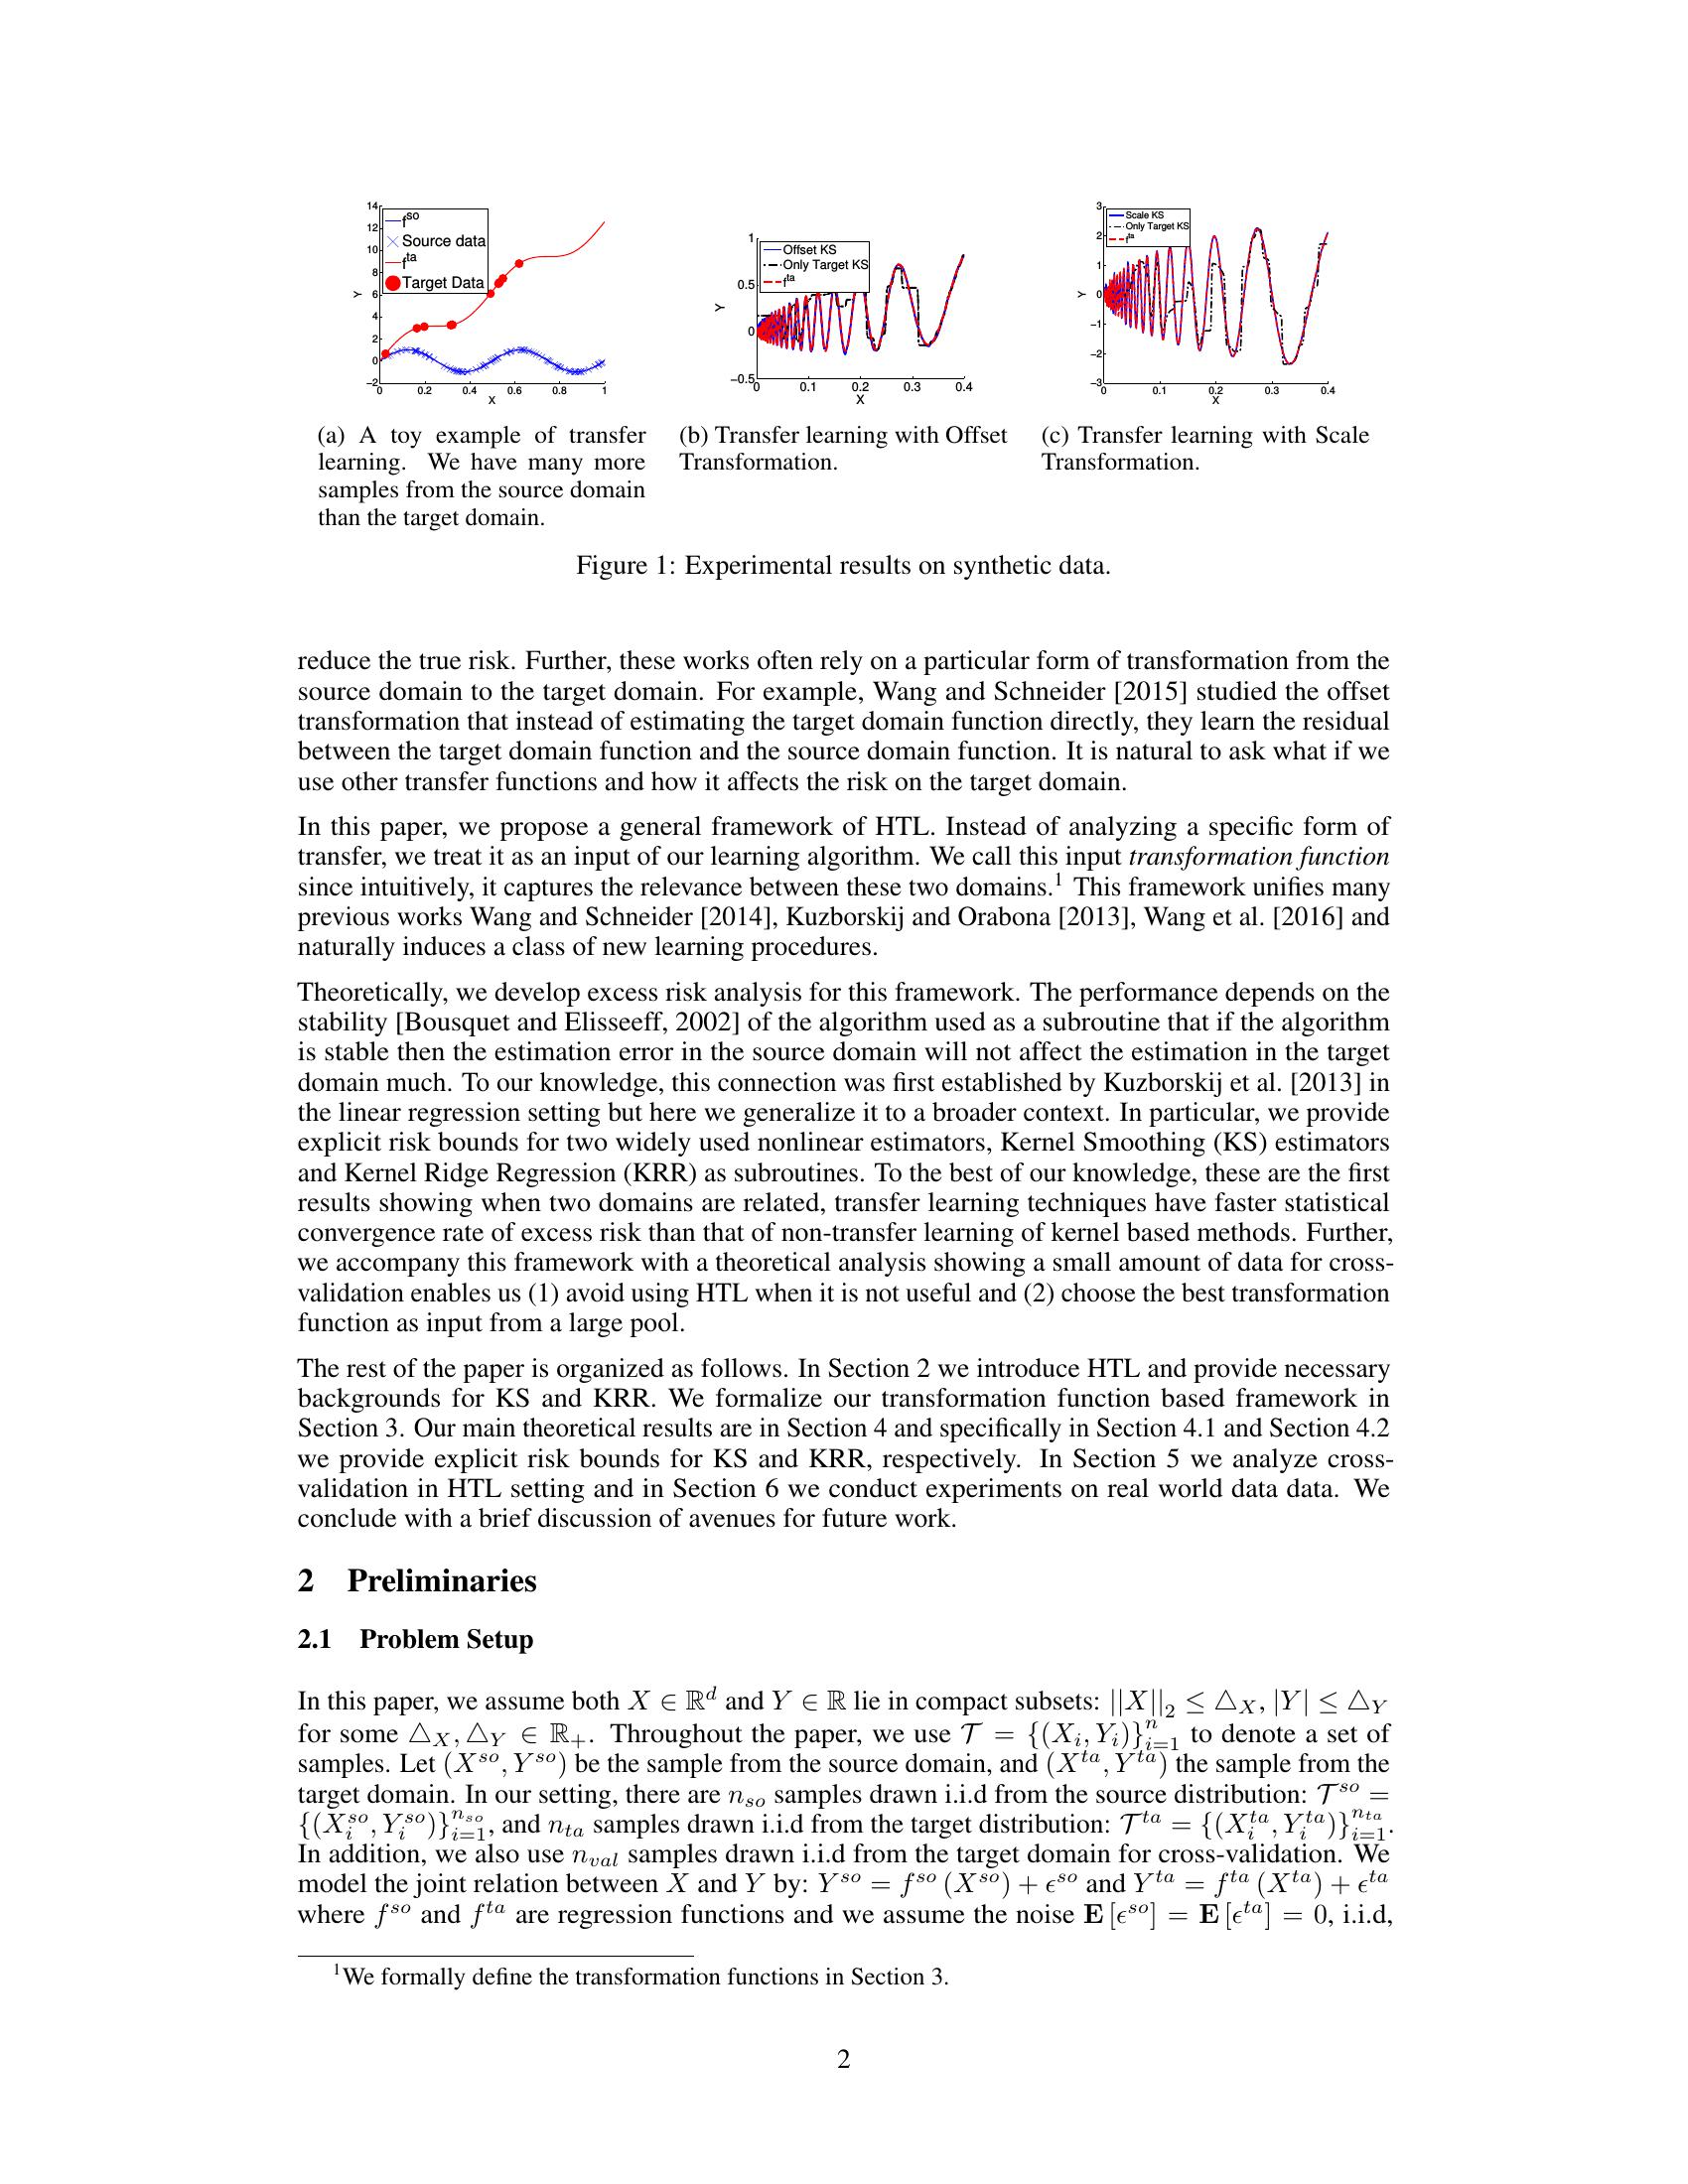 14
12
10
8
6
4
2
0
−2
0 0.2 0.4 0.6 0.8 1
X
Y
f^so
Source data
f^ta
Target Data
1
0.5
0
−0.5
0 0.1 0.2 0.3 0.4
X
Y
Offset KS
Only Target KS
f^ta
3
2
1
0
−1
−2
−3
0 0.1 0.2 0.3 0.4
X
Y
Scale KS
Only Target KS
f^ta
(a) A toy example of transfer
learning. We have many more
samples from the source domain
than the target domain.
(b) Transfer learning with Offset
Transformation.
(c) Transfer learning with Scale
Transformation.
Figure 1: Experimental results on synthetic data.
reduce the true risk. Further, these works often rely on a particular form of transformation from the
source domain to the target domain. For example, Wang and Schneider [2015] studied the offset
transformation that instead of estimating the target domain function directly, they learn the residual
between the target domain function and the source domain function. It is natural to ask what if we
use other transfer functions and how it affects the risk on the target domain.
In this paper, we propose a general framework of HTL. Instead of analyzing a specific form of
transfer, we treat it as an input of our learning algorithm. We call this input transformation function
since intuitively, it captures the relevance between these two domains.¹ This framework unifies many
previous works Wang and Schneider [2014], Kuzborskij and Orabona [2013], Wang et al. [2016] and
naturally induces a class of new learning procedures.
Theoretically, we develop excess risk analysis for this framework. The performance depends on the
stability [Bousquet and Elisseeff, 2002] of the algorithm used as a subroutine that if the algorithm
is stable then the estimation error in the source domain will not affect the estimation in the target
domain much. To our knowledge, this connection was first established by Kuzborskij et al. [2013] in
the linear regression setting but here we generalize it to a broader context. In particular, we provide
explicit risk bounds for two widely used nonlinear estimators, Kernel Smoothing (KS) estimators
and Kernel Ridge Regression (KRR) as subroutines. To the best of our knowledge, these are the first
results showing when two domains are related, transfer learning techniques have faster statistical
convergence rate of excess risk than that of non-transfer learning of kernel based methods. Further,
we accompany this framework with a theoretical analysis showing a small amount of data for cross-
validation enables us (1) avoid using HTL when it is not useful and (2) choose the best transformation
function as input from a large pool.
The rest of the paper is organized as follows. In Section 2 we introduce HTL and provide necessary
backgrounds for KS and KRR. We formalize our transformation function based framework in
Section 3. Our main theoretical results are in Section 4 and specifically in Section 4.1 and Section 4.2
we provide explicit risk bounds for KS and KRR, respectively. In Section 5 we analyze cross-
validation in HTL setting and in Section 6 we conduct experiments on real world data data. We
conclude with a brief discussion of avenues for future work.
2 Preliminaries
2.1 Problem Setup
In this paper, we assume both X ∈ ℝ^d and Y ∈ ℝ lie in compact subsets: ||X||_2 ≤ △_X, |Y| ≤ △_Y
for some △_X, △_Y ∈ ℝ_+. Throughout the paper, we use 𝒯 = {(X_i, Y_i)}_{i=1}^n to denote a set of
samples. Let (X^{so}, Y^{so}) be the sample from the source domain, and (X^{ta}, Y^{ta}) the sample from the
target domain. In our setting, there are n_{so} samples drawn i.i.d from the source distribution: 𝒯^{so} =
{(X_i^{so}, Y_i^{so})}_{i=1}^{n_{so}}, and n_{ta} samples drawn i.i.d from the target distribution: 𝒯^{ta} = {(X_i^{ta}, Y_i^{ta})}_{i=1}^{n_{ta}}.
In addition, we also use n_{val} samples drawn i.i.d from the target domain for cross-validation. We
model the joint relation between X and Y by: Y^{so} = f^{so} (X^{so}) + ϵ^{so} and Y^{ta} = f^{ta} (X^{ta}) + ϵ^{ta}
where f^{so} and f^{ta} are regression functions and we assume the noise E [ϵ^{so}] = E [ϵ^{ta}] = 0, i.i.d,
¹We formally define the transformation functions in Section 3.
2